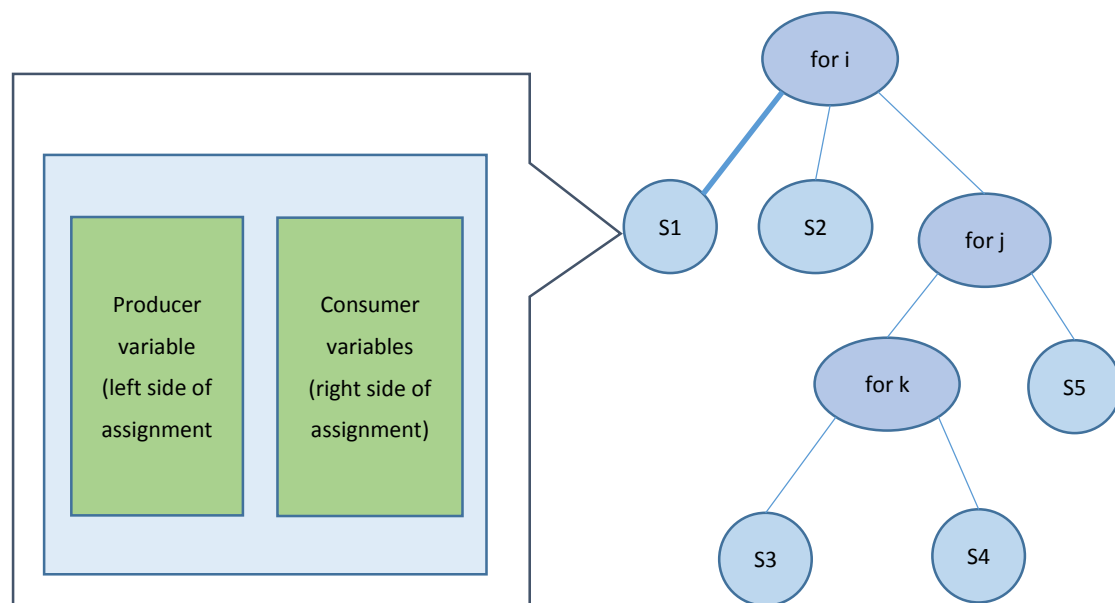 for i
S1
S2
for j
Producer
variable
(left side of
assignment
Consumer
variables
(right side of
assignment)
for k
S5
S3
S4